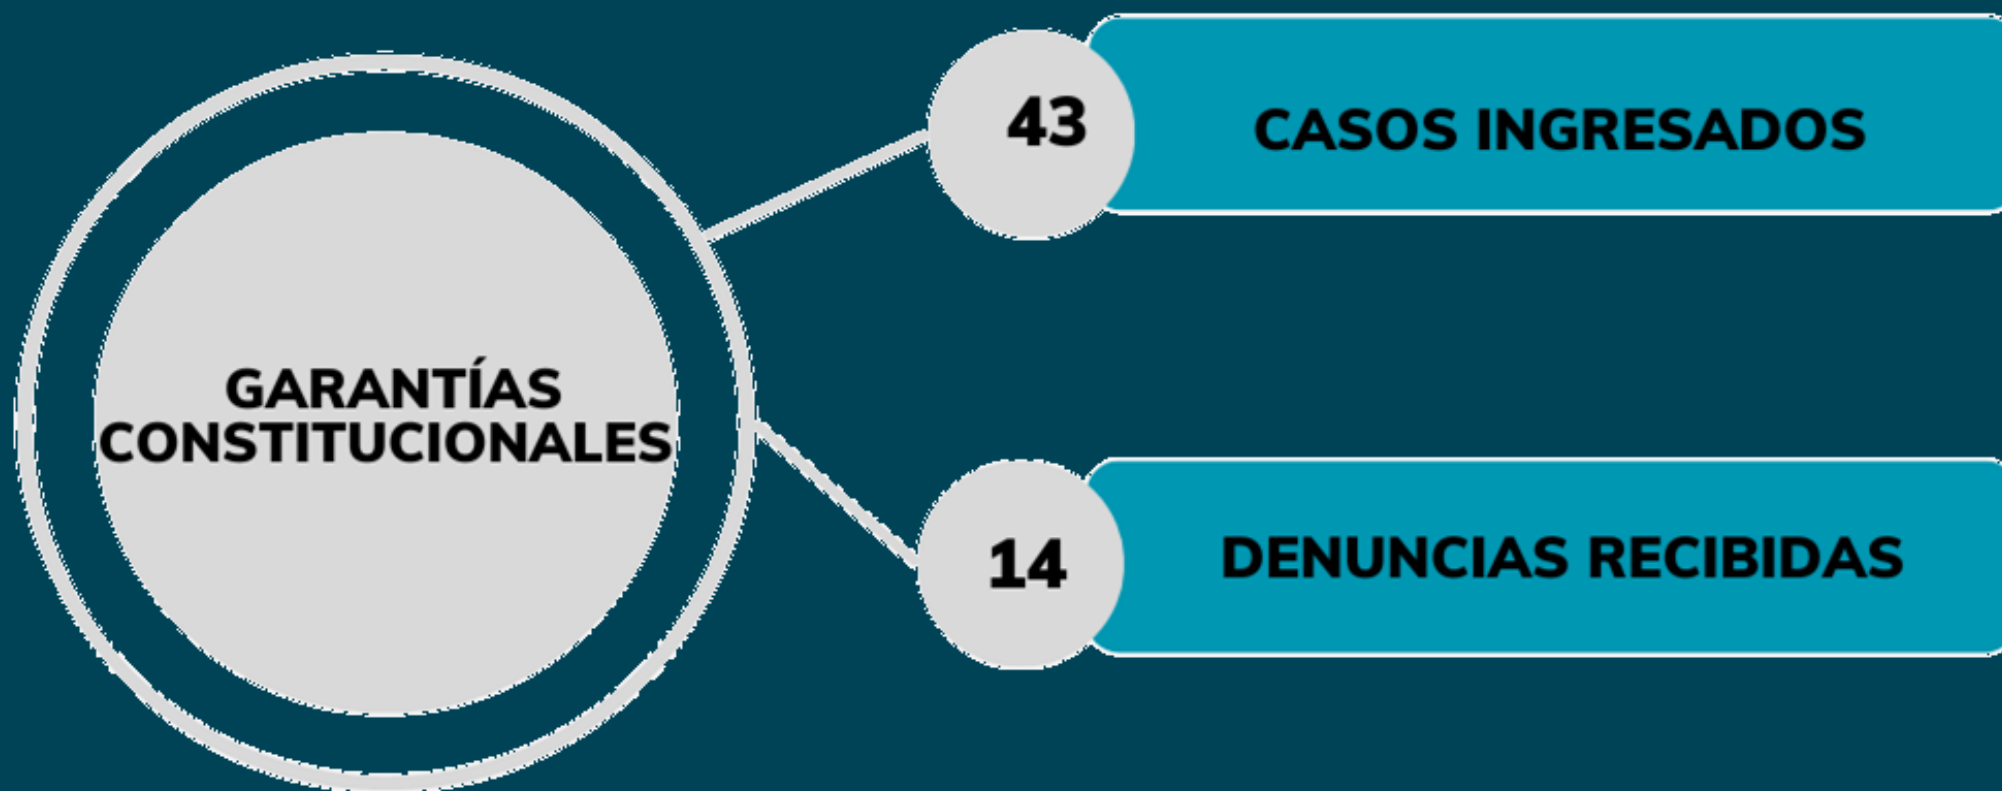 GARANTÍAS
CONSTITUCIONALES
43
CASOS INGRESADOS
14
DENUNCIAS RECIBIDAS